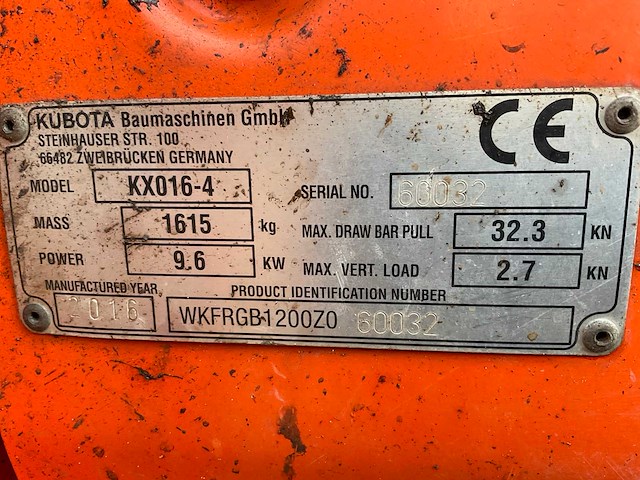 KUBOTA Baumaschinen GmbH
STEINHAUSER STR. 100
66482 ZWEIBRÜCKEN GERMANY
CE
MODEL KX016-4 SERIAL NO. 60032
MASS 1615 kg MAX. DRAW BAR PULL 32.3 KN
POWER 9.6 KW MAX. VERT. LOAD 2.7 KN
MANUFACTURED YEAR PRODUCT IDENTIFICATION NUMBER
2016 WKFRGB1200Z0 60032